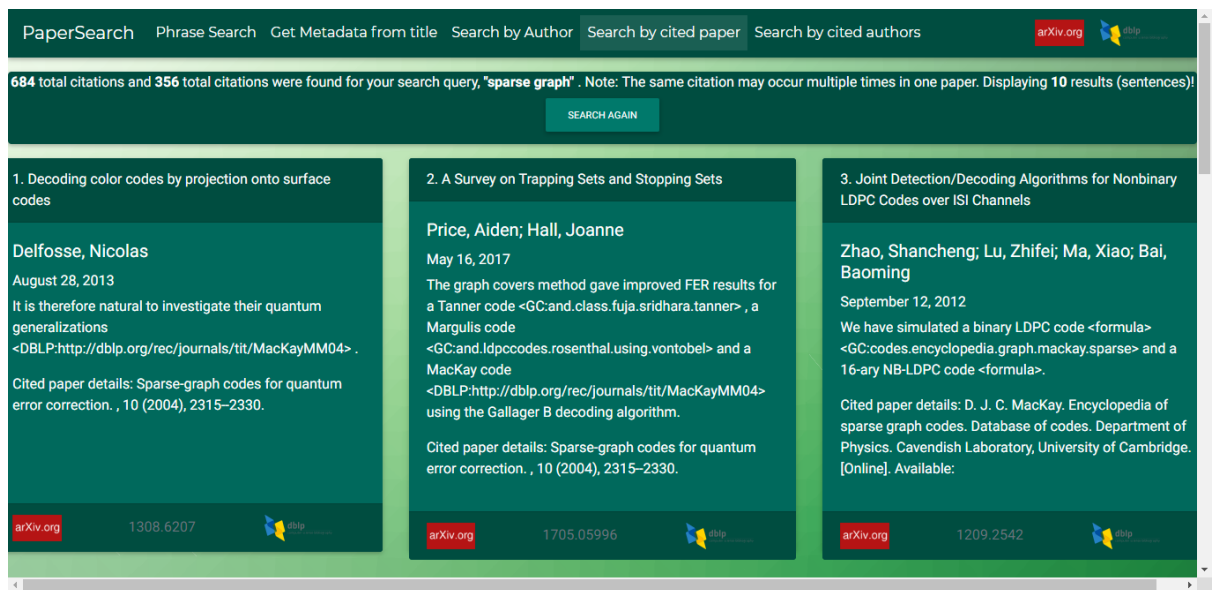 PaperSearch Phrase Search Get Metadata from title Search by Author Search by cited paper Search by cited authors arXiv.org dblp
684 total citations and 356 total citations were found for your search query, "sparse graph" . Note: The same citation may occur multiple times in one paper. Displaying 10 results (sentences)!
SEARCH AGAIN
1. Decoding color codes by projection onto surface
codes
Delfosse, Nicolas
August 28, 2013
It is therefore natural to investigate their quantum
generalizations
<DBLP:http://dblp.org/rec/journals/tit/MacKayMM04> .
Cited paper details: Sparse-graph codes for quantum
error correction. , 10 (2004), 2315–2330.
arXiv.org 1308.6207 dblp
2. A Survey on Trapping Sets and Stopping Sets
Price, Aiden; Hall, Joanne
May 16, 2017
The graph covers method gave improved FER results for
a Tanner code <GC:and.class.fuja.sridhara.tanner> , a
Margulis code
<GC:and.ldpccodes.rosenthal.using.vontobel> and a
MacKay code
<DBLP:http://dblp.org/rec/journals/tit/MacKayMM04>
using the Gallager B decoding algorithm.
Cited paper details: Sparse-graph codes for quantum
error correction. , 10 (2004), 2315–2330.
arXiv.org 1705.05996 dblp
3. Joint Detection/Decoding Algorithms for Nonbinary
LDPC Codes over ISI Channels
Zhao, Shancheng; Lu, Zhifei; Ma, Xiao; Bai,
Baoming
September 12, 2012
We have simulated a binary LDPC code <formula>
<GC:codes.encyclopedia.graph.mackay.sparse> and a
16-ary NB-LDPC code <formula>.
Cited paper details: D. J. C. MacKay. Encyclopedia of
sparse graph codes. Database of codes. Department of
Physics. Cavendish Laboratory, University of Cambridge.
[Online]. Available:
arXiv.org 1209.2542 dblp